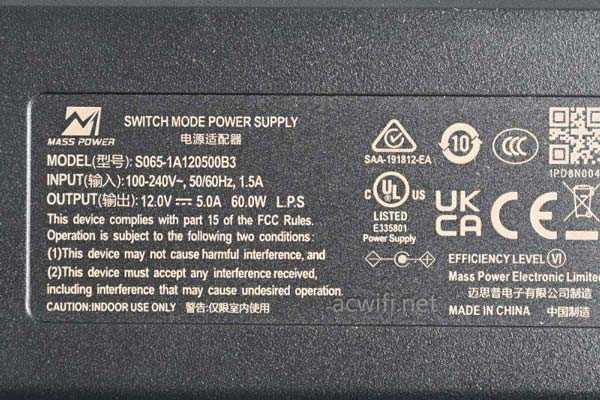 MASS POWER
SWITCH MODE POWER SUPPLY
电源适配器
MODEL(型号): S065-1A120500B3
INPUT(输入):100-240V~, 50/60Hz, 1.5A
OUTPUT(输出): 12.0V 5.0A 60.0W L.P.S
This device complies with part 15 of the FCC Rules.
Operation is subject to the following two conditions:
(1)This device may not cause harmful interference, and
(2)This device must accept any interference received,
including interference that may cause undesired operation.
CAUTION:INDOOR USE ONLY 警告:仅限室内使用
SAA-191812-EA
10
CCC
1PD8N004
C UL US
LISTED
E335801
Power Supply
UK
CA
CE
EFFICIENCY LEVEL VI
Mass Power Electronic Limited
迈思普电子有限公司制造
MADE IN CHINA 中国制造
acwifi.net